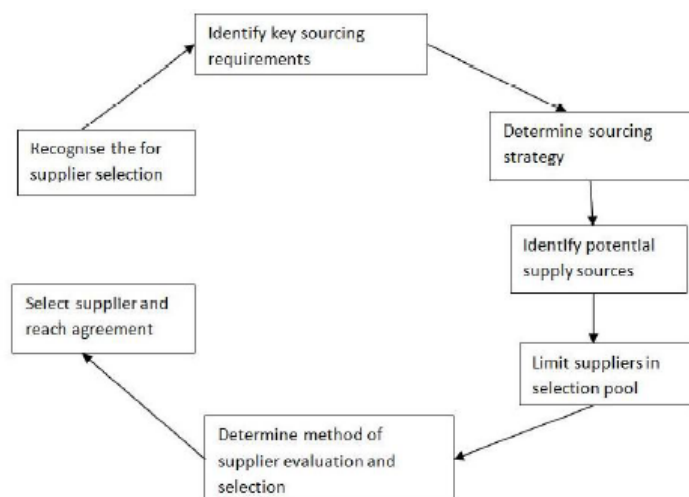 Identify key sourcing
requirements
Recognise the for
supplier selection
Determine sourcing
strategy
Identify potential
supply sources
Select supplier and
reach agreement
Limit suppliers in
selection pool
Determine method of
supplier evaluation and
selection